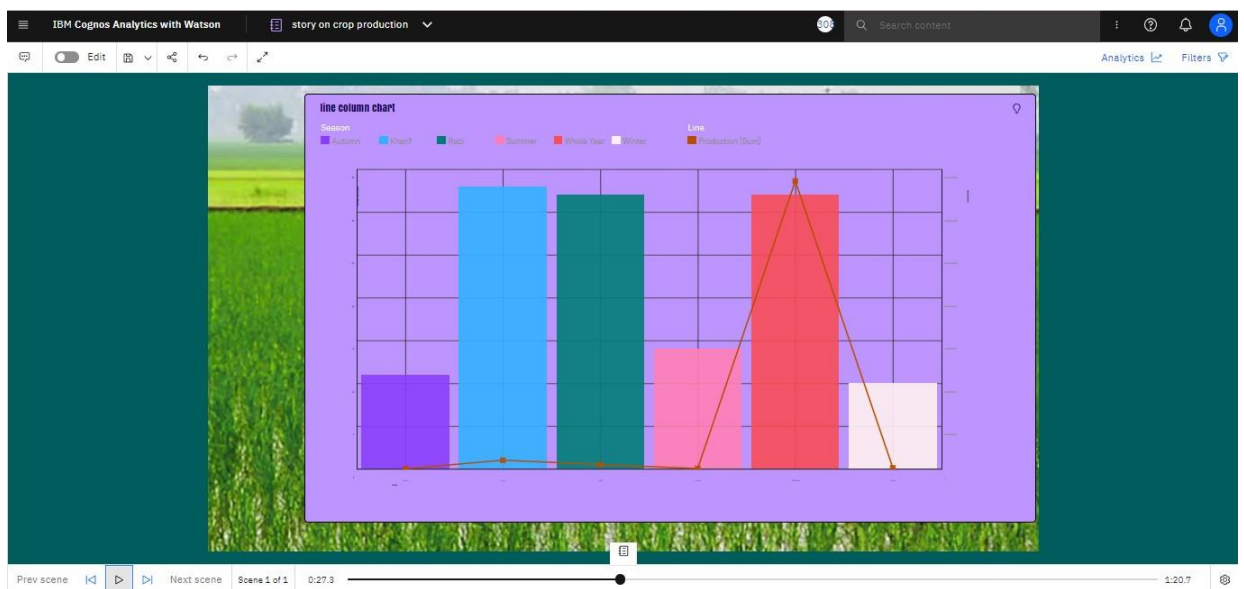 IBM Cognos Analytics with Watson
story on crop production
Search content
Edit
Analytics
Filters
line column chart
Season
Line
Autumn
Kharif
Rabi
Summer
Whole Year
Winter
Production (Sum)
Prev scene
Next scene
Scene 1 of 1
0:27.3
1:20.7